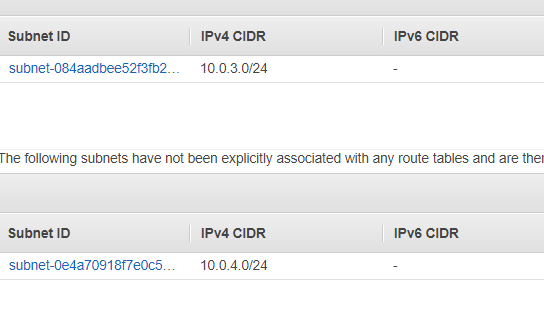 Subnet ID IPv4 CIDR IPv6 CIDR
subnet-084aadbee52f3fb2... 10.0.3.0/24 -
The following subnets have not been explicitly associated with any route tables and are
Subnet ID IPv4 CIDR IPv6 CIDR
subnet-0e4a70918f7e0c5... 10.0.4.0/24 -